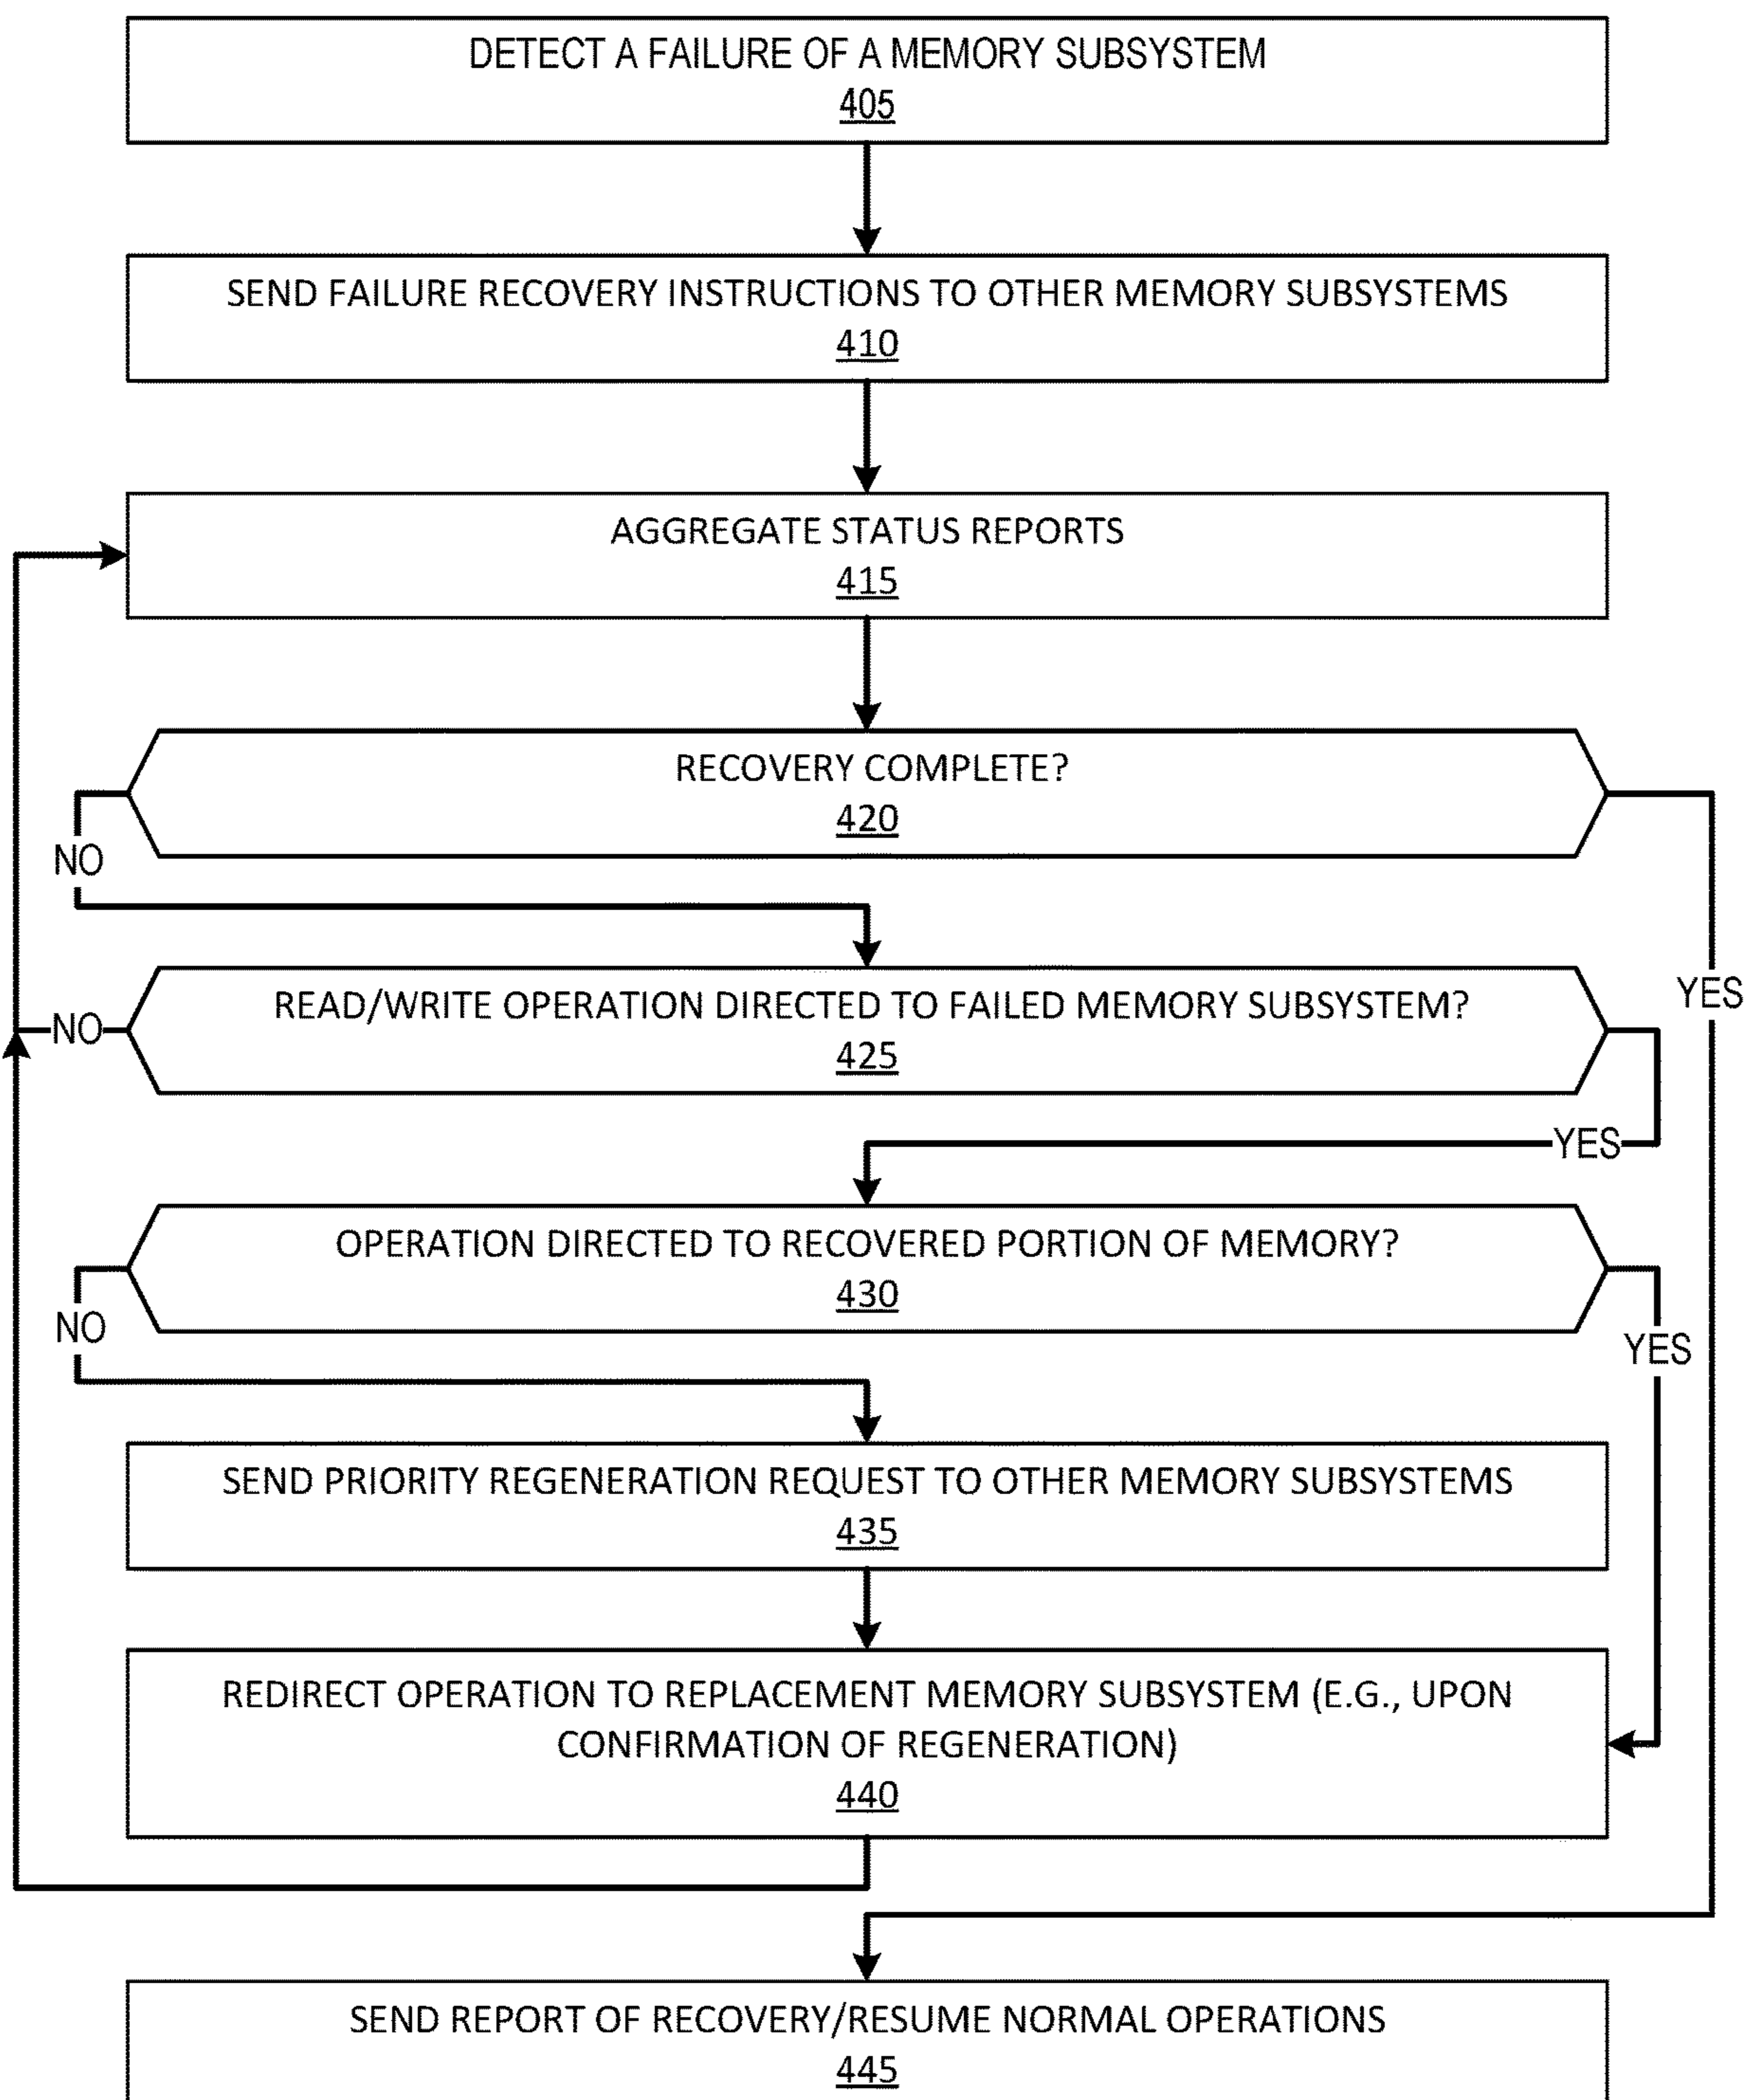 DETECT A FAILURE OF A MEMORY SUBSYSTEM
405
SEND FAILURE RECOVERY INSTRUCTIONS TO OTHER MEMORY SUBSYSTEMS
410
AGGREGATE STATUS REPORTS
415
RECOVERY COMPLETE?
420
NO
READ/WRITE OPERATION DIRECTED TO FAILED MEMORY SUBSYSTEM?
YES
NO
425
YES
OPERATION DIRECTED TO RECOVERED PORTION OF MEMORY?
430
NO
YES
SEND PRIORITY REGENERATION REQUEST TO OTHER MEMORY SUBSYSTEMS
435
REDIRECT OPERATION TO REPLACEMENT MEMORY SUBSYSTEM (E.G., UPON
CONFIRMATION OF REGENERATION)
440
SEND REPORT OF RECOVERY/RESUME NORMAL OPERATIONS
445